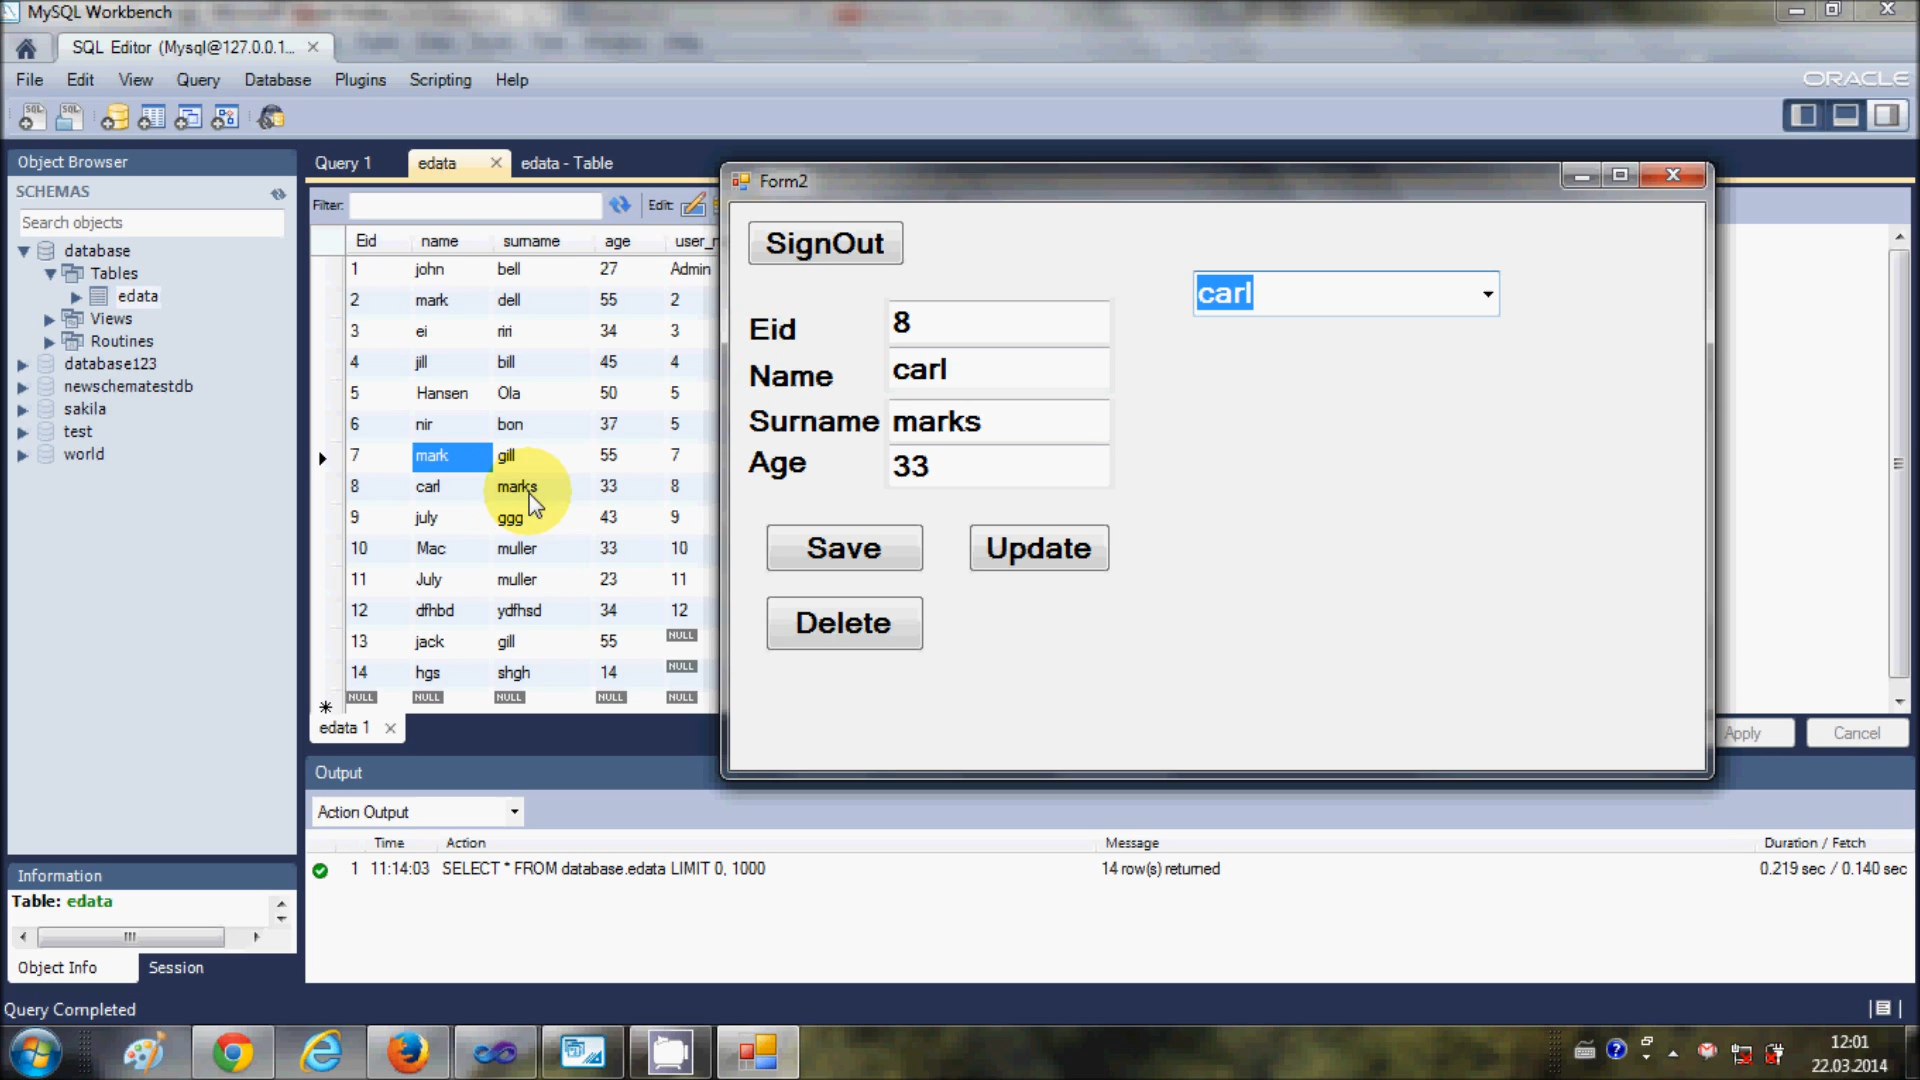 MySQL Workbench
SQL Editor (Mysql@127.0.0.1...
File Edit View Query Database Plugins Scripting Help
ORACLE
SQL SQL
Object Browser
SCHEMAS
Search objects
database
Tables
edata
Views
Routines
database123
newschematestdb
sakila
test
world
Information
Table: edata
Object Info Session
Query Completed
Query 1 edata edata - Table
Filter: Edit:
Eid name surname age
1 john bell 27 Admin
2 mark dell 55 2
3 ei riri 34 3
4 jill bill 45 4
5 Hansen Ola 50 5
6 nir bon 37 5
7 mark gill 55 7
8 carl marks 33 8
9 july ggg 43 9
10 Mac muller 33 10
11 July muller 23 11
12 dfhbd ydfhsd 34 12
13 jack gill 55 NULL
14 hgs shgh 14 NULL
NULL NULL NULL NULL NULL
edata 1
Form2
SignOut
carl
Eid 8
Name carl
Surname marks
Age 33
Save Update
Delete
Apply Cancel
Output
Action Output
Time Action Message Duration / Fetch
1 11:14:03 SELECT * FROM database.edata LIMIT 0, 1000 14 row(s) returned 0.219 sec / 0.140 sec
12:01
22.03.2014